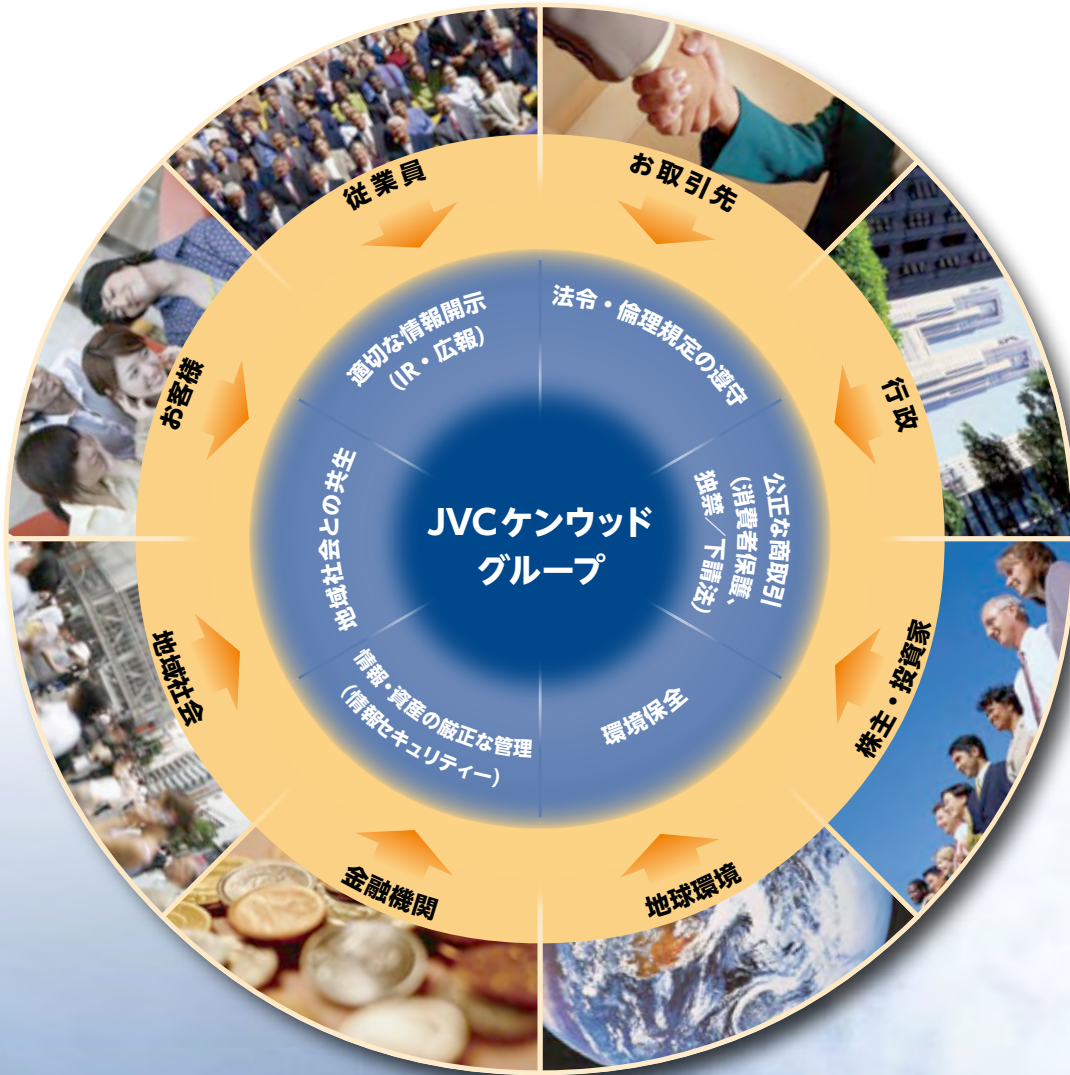 従業員
お取引先
行政
株主・投資家
地球環境
金融機関
地域社会
お客様
適切な情報開示
(IR・広報)
法令・倫理規定の遵守
公正な商取引
(消費者保護、
独禁／下請法)
環境保全
情報・資産の厳正な管理
(情報セキュリティー)
地域社会との共生
JVCケンウッド
グループ